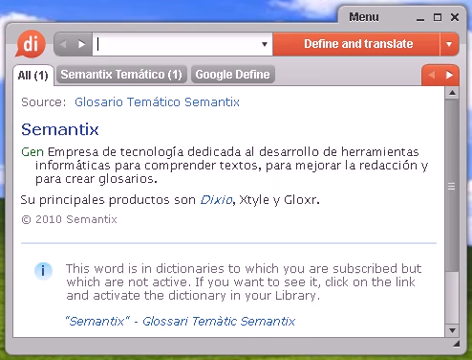 Menu
di
Define and translate
All (1)
Semantix Temático (1)
Google Define
Source: Glosario Temático Semantix
Semantix
Gen Empresa de tecnología dedicada al desarrollo de herramientas
informáticas para comprender textos, para mejorar la redacción y
para crear glosarios.
Su principales productos son Dixio, Xtyle y Gloxr.
© 2010 Semantix
i
This word is in dictionaries to which you are subscribed but
which are not active. If you want to see it, click on the link
and activate the dictionary in your Library.
"Semantix" - Glossari Temàtic Semantix